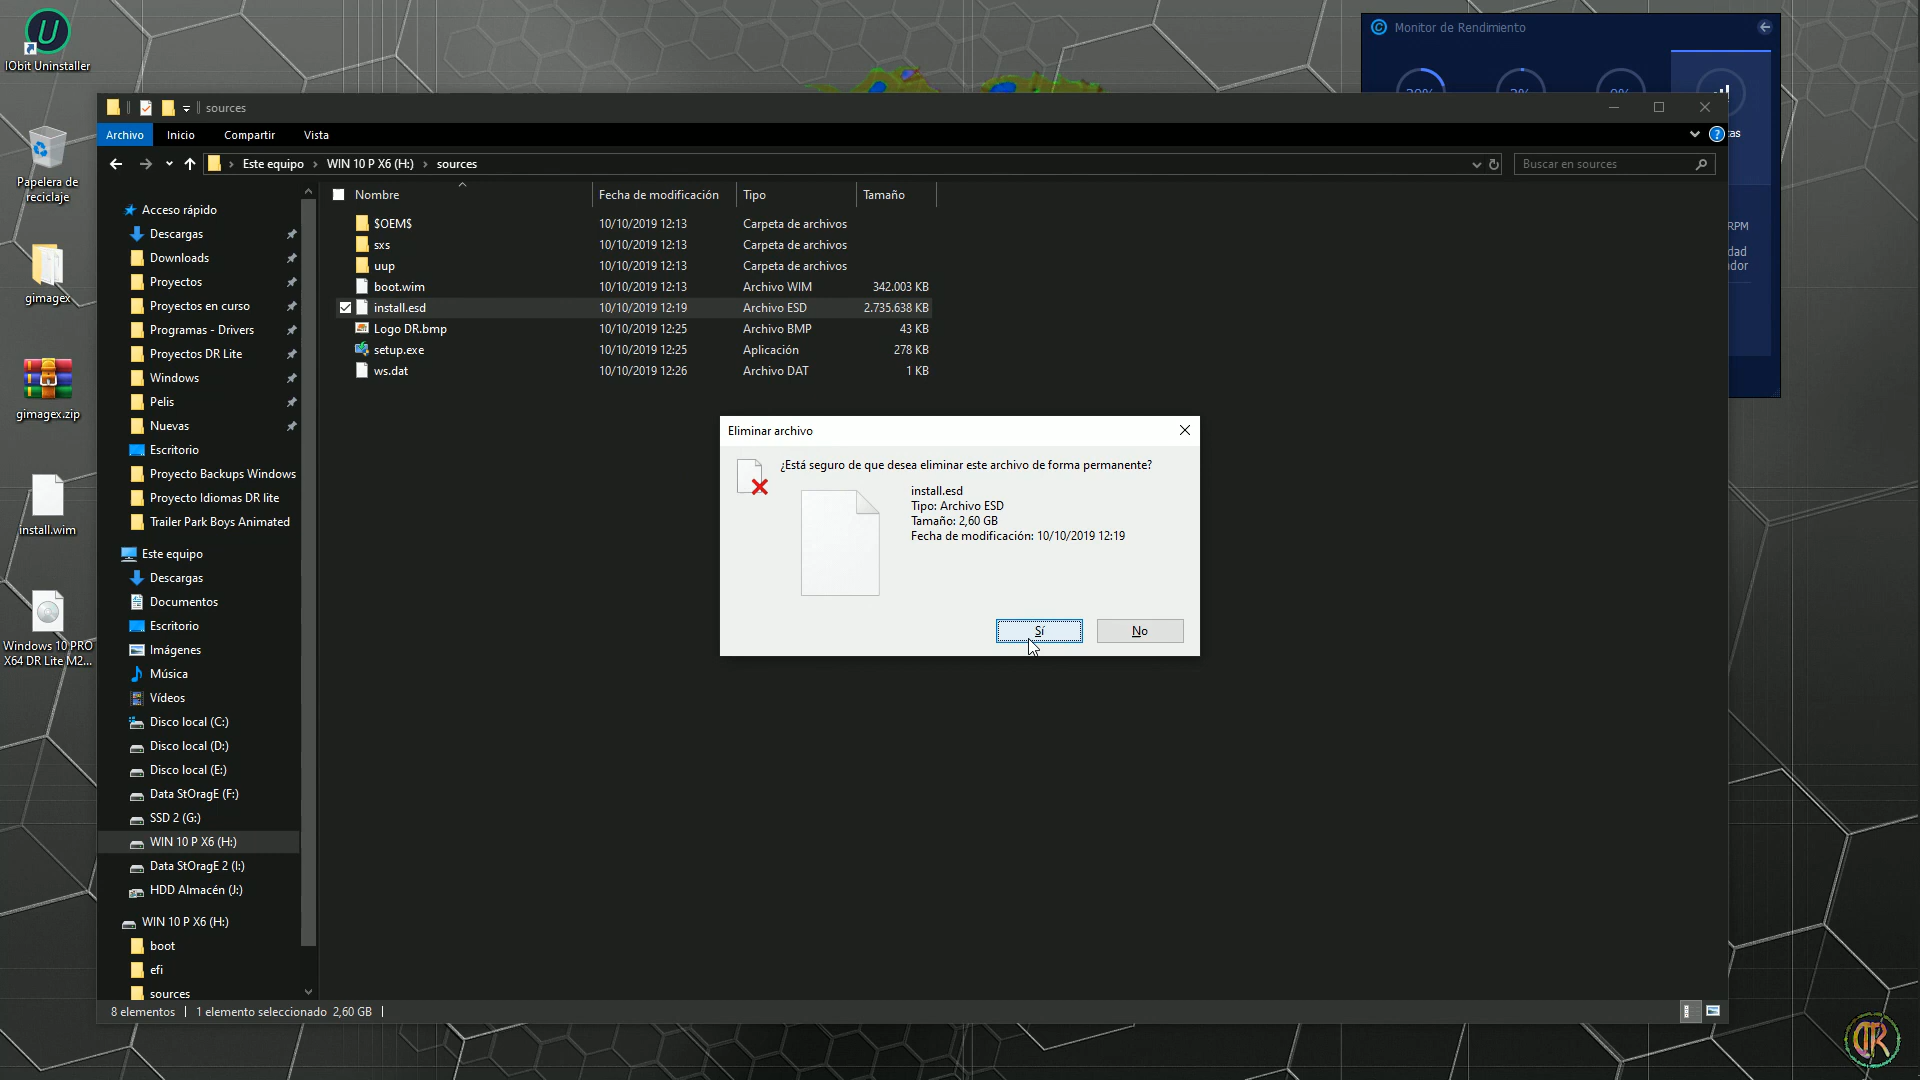 IObit Uninstaller
Papelera de
reciclaje
gimagex
gimagex.zip
install.wim
Windows 10 PRO
X64 DR Lite M2...
Monitor de Rendimiento
RPM
sources
Archivo
Inicio
Compartir
Vista
Este equipo
WIN 10 P X6 (H:)
sources
Buscar en sources
Acceso rápido
Descargas
Downloads
Proyectos
Proyectos en curso
Programas - Drivers
Proyectos DR Lite
Windows
Pelis
Nuevas
Escritorio
Proyecto Backups Windows
Proyecto Idiomas DR lite
Trailer Park Boys Animated
Este equipo
Descargas
Documentos
Escritorio
Imágenes
Música
Vídeos
Disco local (C:)
Disco local (D:)
Disco local (E:)
Data StOragE (F:)
SSD 2 (G:)
WIN 10 P X6 (H:)
Data StOragE 2 (I:)
HDD Almacén (J:)
WIN 10 P X6 (H:)
boot
efi
sources
Nombre Fecha de modificación Tipo Tamaño
$OEM$ 10/10/2019 12:13 Carpeta de archivos
sxs 10/10/2019 12:13 Carpeta de archivos
uup 10/10/2019 12:13 Carpeta de archivos
boot.wim 10/10/2019 12:13 Archivo WIM 342.003 KB
install.esd 10/10/2019 12:19 Archivo ESD 2.735.638 KB
Logo DR.bmp 10/10/2019 12:25 Archivo BMP 43 KB
setup.exe 10/10/2019 12:25 Aplicación 278 KB
ws.dat 10/10/2019 12:26 Archivo DAT 1 KB
Eliminar archivo
¿Está seguro de que desea eliminar este archivo de forma permanente?
install.esd
Tipo: Archivo ESD
Tamaño: 2,60 GB
Fecha de modificación: 10/10/2019 12:19
Sí
No
8 elementos
1 elemento seleccionado 2,60 GB